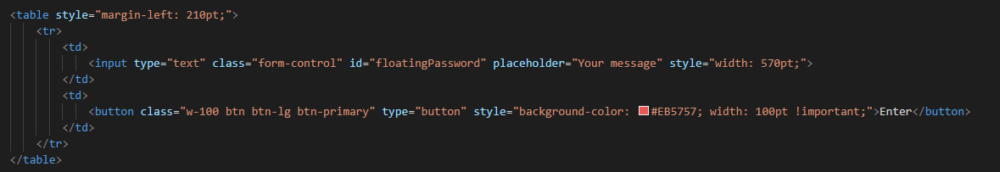 <table style="margin-left: 210pt;">
<tr>
<td>
<input type="text" class="form-control" id="floatingPassword" placeholder="Your message" style="width: 570pt;">
</td>
<td>
<button class="w-100 btn btn-lg btn-primary" type="button" style="background-color: #EB5757; width: 100pt !important;">Enter</button>
</td>
</tr>
</table>